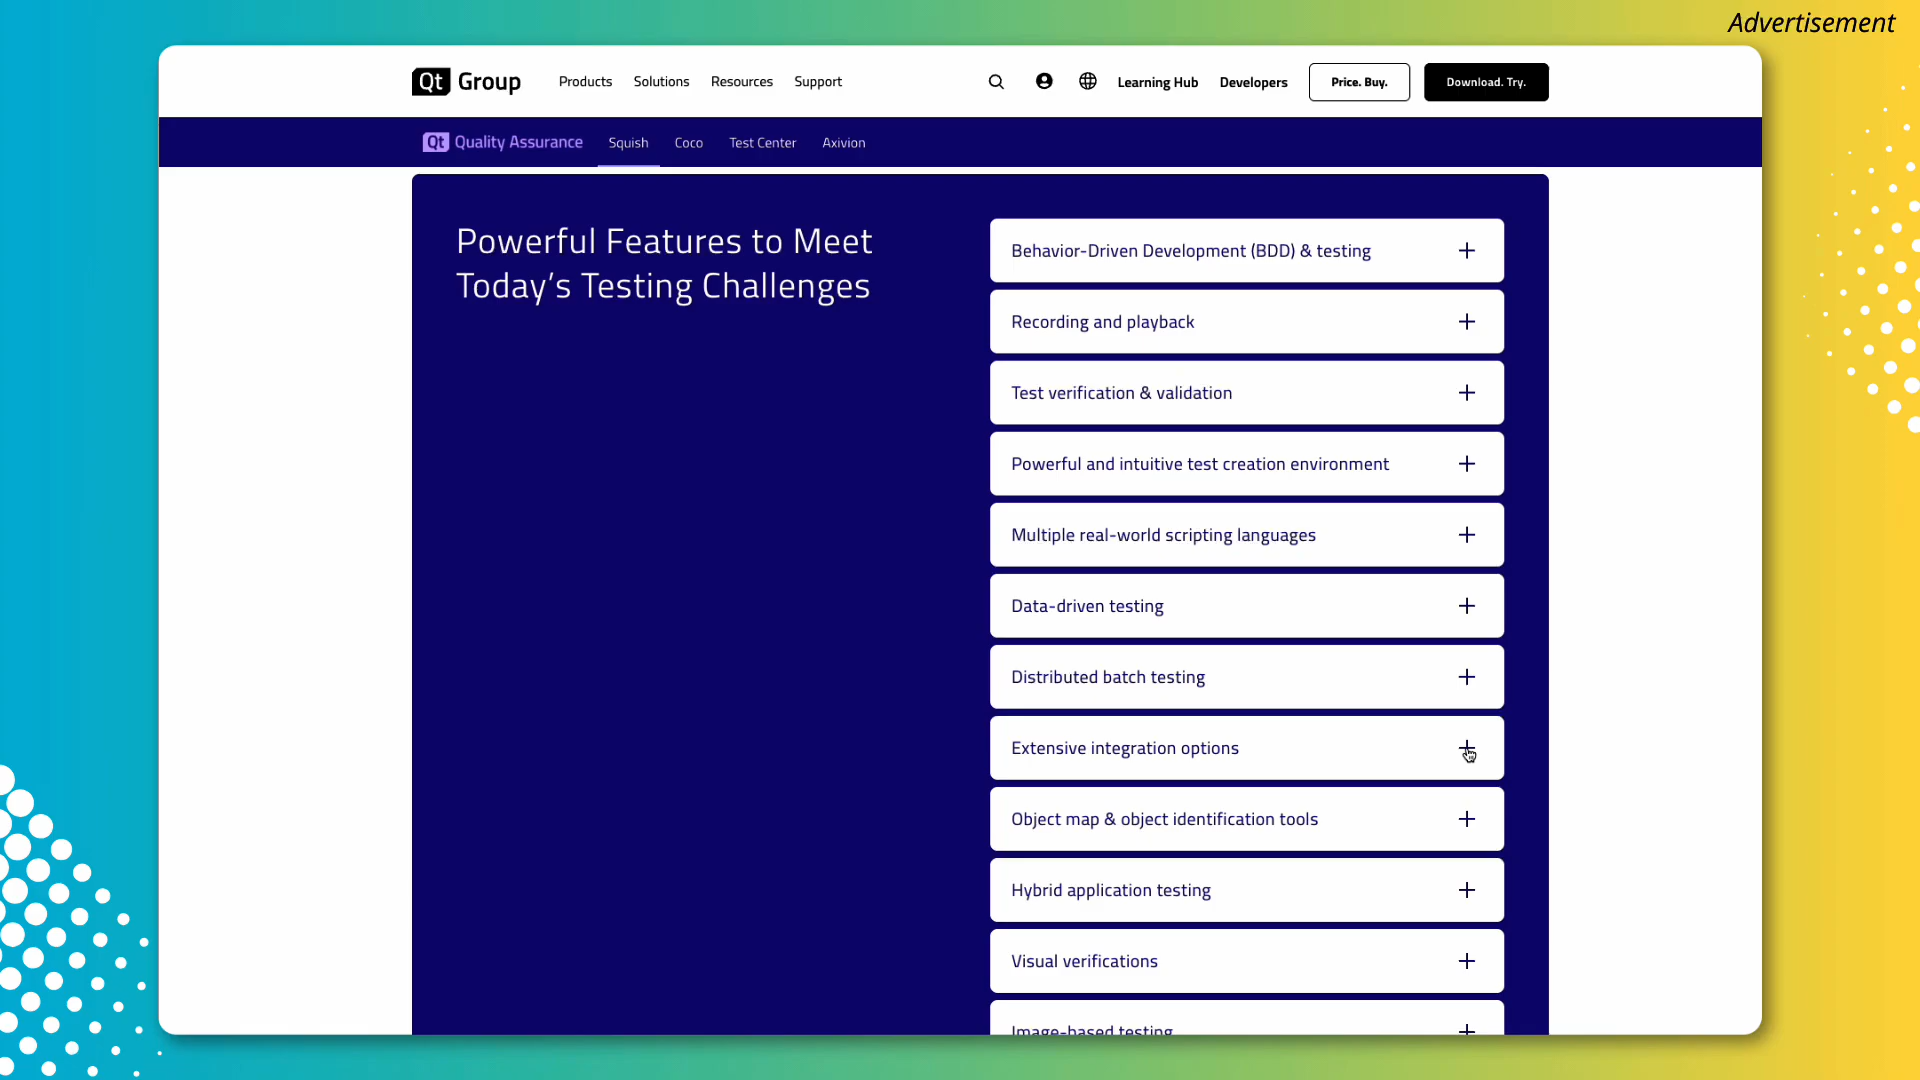 Advertisement
Qt Group Products Solutions Resources Support Learning Hub Developers Price. Buy. Download. Try.
Qt Quality Assurance Squish Coco Test Center Axivion
Powerful Features to Meet
Today's Testing Challenges
Behavior-Driven Development (BDD) & testing
Recording and playback
Test verification & validation
Powerful and intuitive test creation environment
Multiple real-world scripting languages
Data-driven testing
Distributed batch testing
Extensive integration options
Object map & object identification tools
Hybrid application testing
Visual verifications
Image-based testing